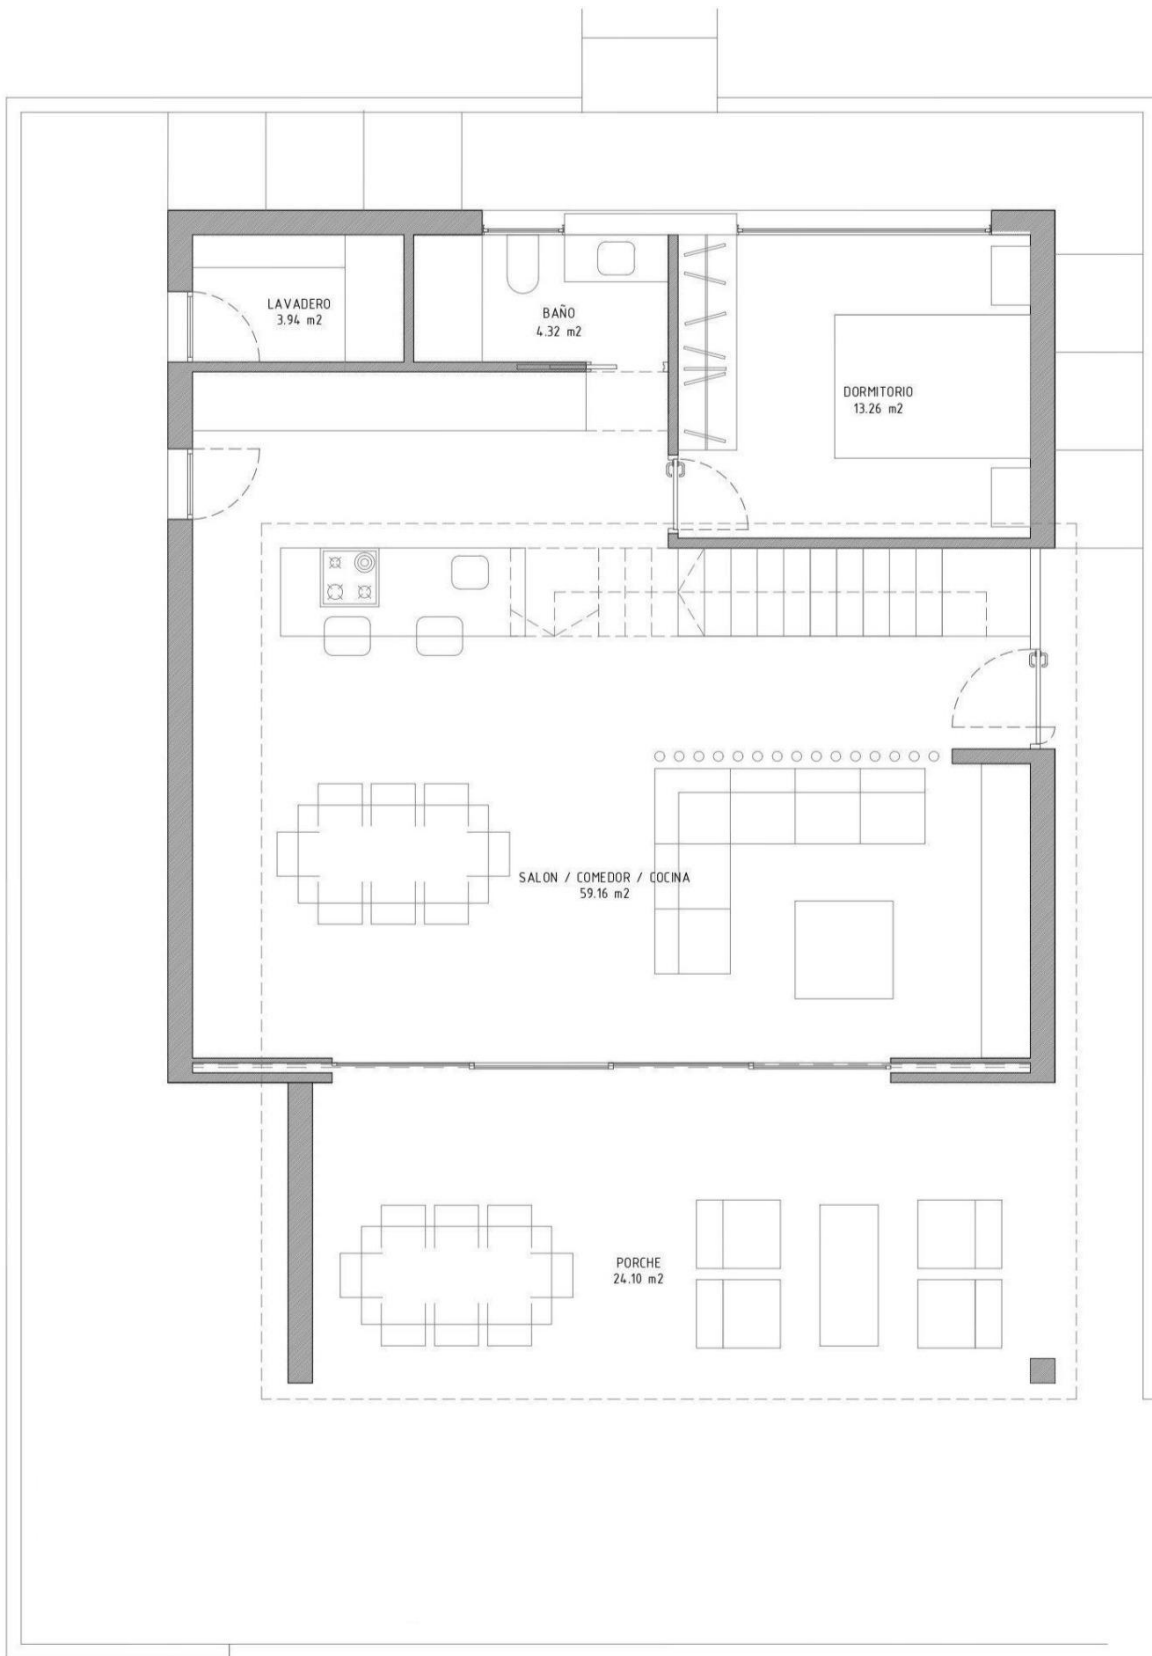 LAVADERO
3.94 m2
BAÑO
4.32 m2
DORMITORIO
13.26 m2
SALON / COMEDOR / COCINA
59.16 m2
PORCHE
24.10 m2